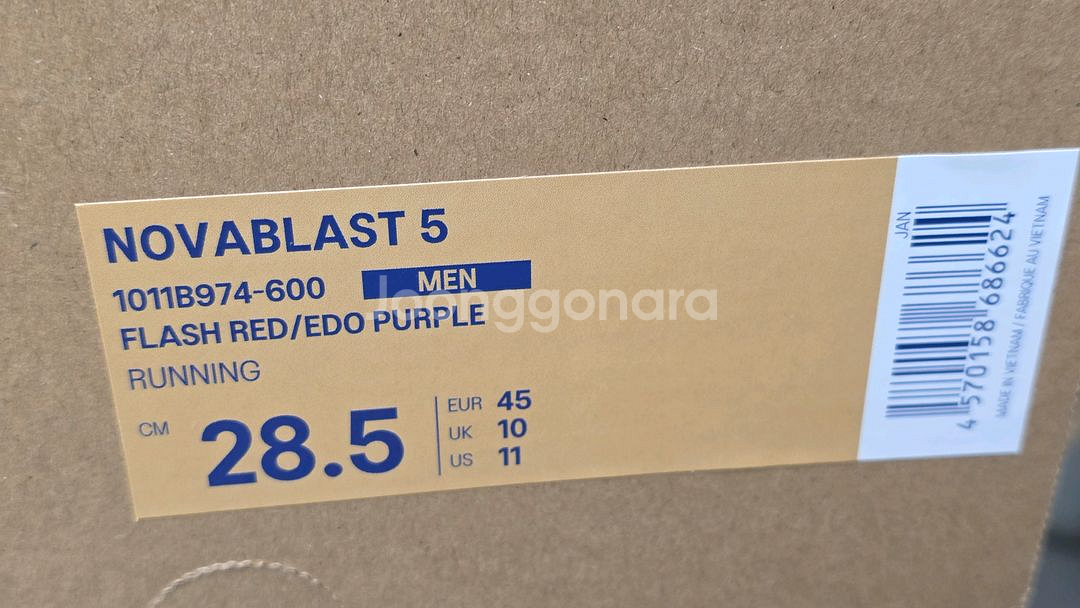 NOVABLAST 5
1011B974-600 MEN
FLASH RED/EDO PURPLE
RUNNING
CM 28.5
EUR 45
UK 10
US 11
JAN
4 570158 686624
MADE IN VIETNAM / FABRIQUE AU VIETNAM
Joonggonara